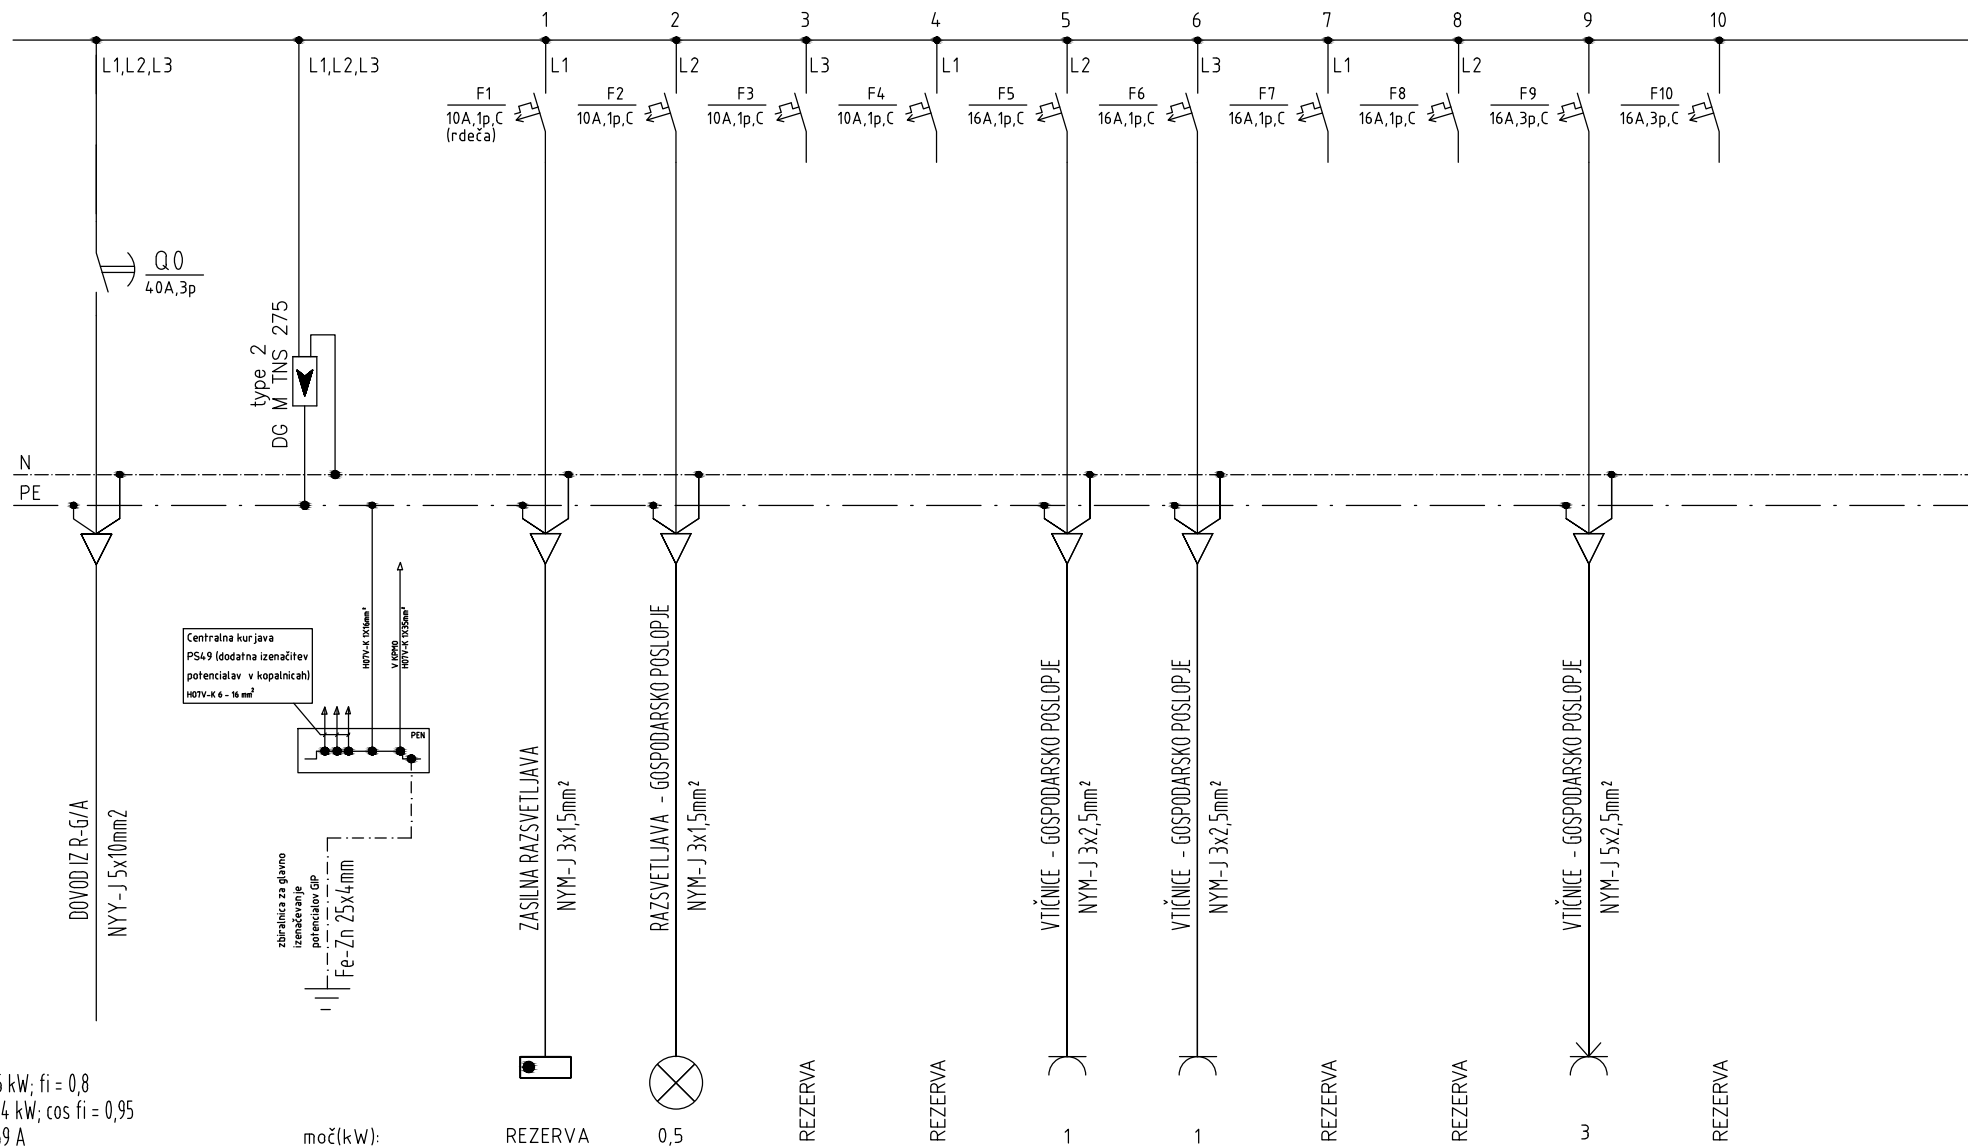 1 2 3 4 5 6 7 8 9 10
L1,L2,L3 L1,L2,L3 L1 L2 L3 L1 L2 L3 L1 L2
F1 F2 F3 F4 F5 F6 F7 F8 F9 F10
10A,1p,C 10A,1p,C 10A,1p,C 10A,1p,C 16A,1p,C 16A,1p,C 16A,1p,C 16A,1p,C 16A,3p,C 16A,3p,C
(rdeča)
Q0
40A,3p
type 2
DG M TNS 275
N
PE
Centralna kurjava
PS49 (dodatna izenačitev
potencialav v kopalnicah)
H07V-K 6 - 16 mm²
H07V-K 1X16mm²
V KPMO
H07V-K 1X35mm²
PEN
DOVOD IZ R-G/A
NYY-J 5x10mm2
zbiralnica za glavno
izenačevanje
potencialov GIP
Fe-Zn 25x4mm
ZASILNA RAZSVETLJAVA
NYM-J 3x1,5mm²
RAZSVETLJAVA - GOSPODARSKO POSLOPJE
NYM-J 3x1,5mm²
VTIČNICE - GOSPODARSKO POSLOPJE
NYM-J 3x2,5mm²
VTIČNICE - GOSPODARSKO POSLOPJE
NYM-J 3x2,5mm²
VTIČNICE - GOSPODARSKO POSLOPJE
NYM-J 5x2,5mm²
kW; fi = 0,8
4 kW; cos fi = 0,95
9 A
moč(kW): REZERVA 0,5 REZERVA REZERVA 1 1 REZERVA REZERVA 3 REZERVA